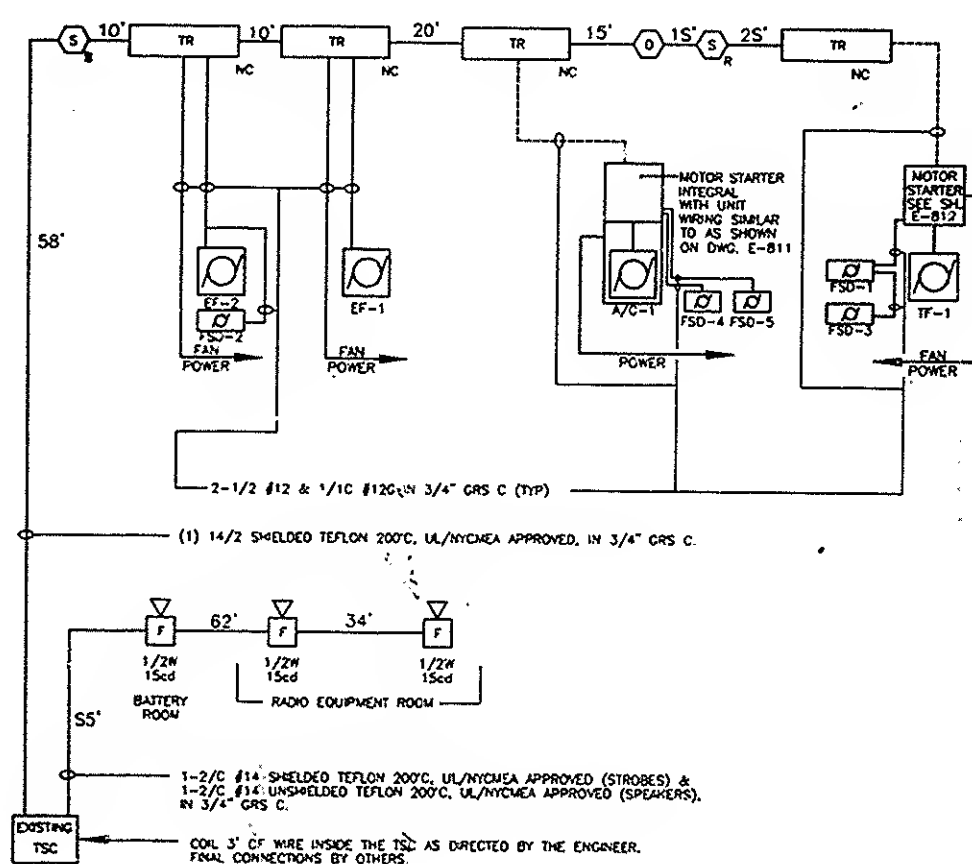 S 10' TR 10' TR 20' TR 15' D 1S' S 2S' TR
NC NC NC R NC
MOTOR STARTER
INTEGRAL
WITH UNIT
WIRING SIMILAR
TO AS SHOWN
ON DWG. E-811
MOTOR
STARTER
SEE SH.
E-812
58'
EF-2
FSD-2
EF-1
A/C-1
FSD-4 FSD-5
FSD-1
FSD-3
TF-1
FAN
POWER
FAN
POWER
POWER
FAN
POWER
2-1/2 #12 & 1/1C #12G IN 3/4" GRS C (TYP)
(1) 14/2 SHIELDED TEFLON 200°C, UL/NYCMEA APPROVED, IN 3/4" GRS C.
F 62' F 34' F
1/2W 1/2W 1/2W
15cd 15cd 15cd
BATTERY
ROOM
RADIO EQUIPMENT ROOM
S5'
1-2/C #14 SHIELDED TEFLON 200°C, UL/NYCMEA APPROVED (STROBES) &
1-2/C #14 UNSHIELDED TEFLON 200°C, UL/NYCMEA APPROVED (SPEAKERS),
IN 3/4" GRS C.
EXISTING
TSC
COIL 3' OF WIRE INSIDE THE TSC AS DIRECTED BY THE ENGINEER.
FINAL CONNECTIONS BY OTHERS.